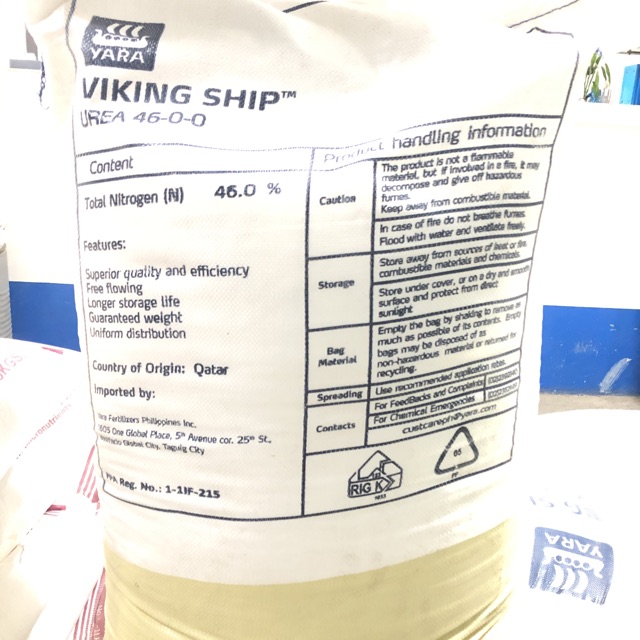 YARA
VIKING SHIP™
UREA 46-0-0
Content
Total Nitrogen (N) 46.0 %
Features:
Superior quality and efficiency
Free flowing
Longer storage life
Guaranteed weight
Uniform distribution
Country of Origin: Qatar
Imported by:
Yara Fertilizers Philippines Inc.
1605 One Global Place, 5th Avenue cor. 25th St.,
Bonifacio Global City, Taguig City
FPA Reg. No.: 1-1IF-215
Product handling information
Caution
The product is not a flammable
material, but if involved in a fire, it may
decompose and give off hazardous
fumes.
Keep away from combustible material.
In case of fire do not breathe fumes.
Flood with water and ventilate freely.
Storage
Store away from sources of heat or fire,
combustible materials and chemicals.
Store under cover, or on a dry and smooth
surface and protect from direct
sunlight
Bag
Material
Empty the bag by shaking to remove as
much as possible of its contents. Empty
bags may be disposed of as
non-hazardous material or returned for
recycling.
Spreading
Use recommended application rates.
Contacts
For FeedBacks and Complaints
For Chemical Emergencies
custcareph@yara.com
RIG K
05
PP
YARA